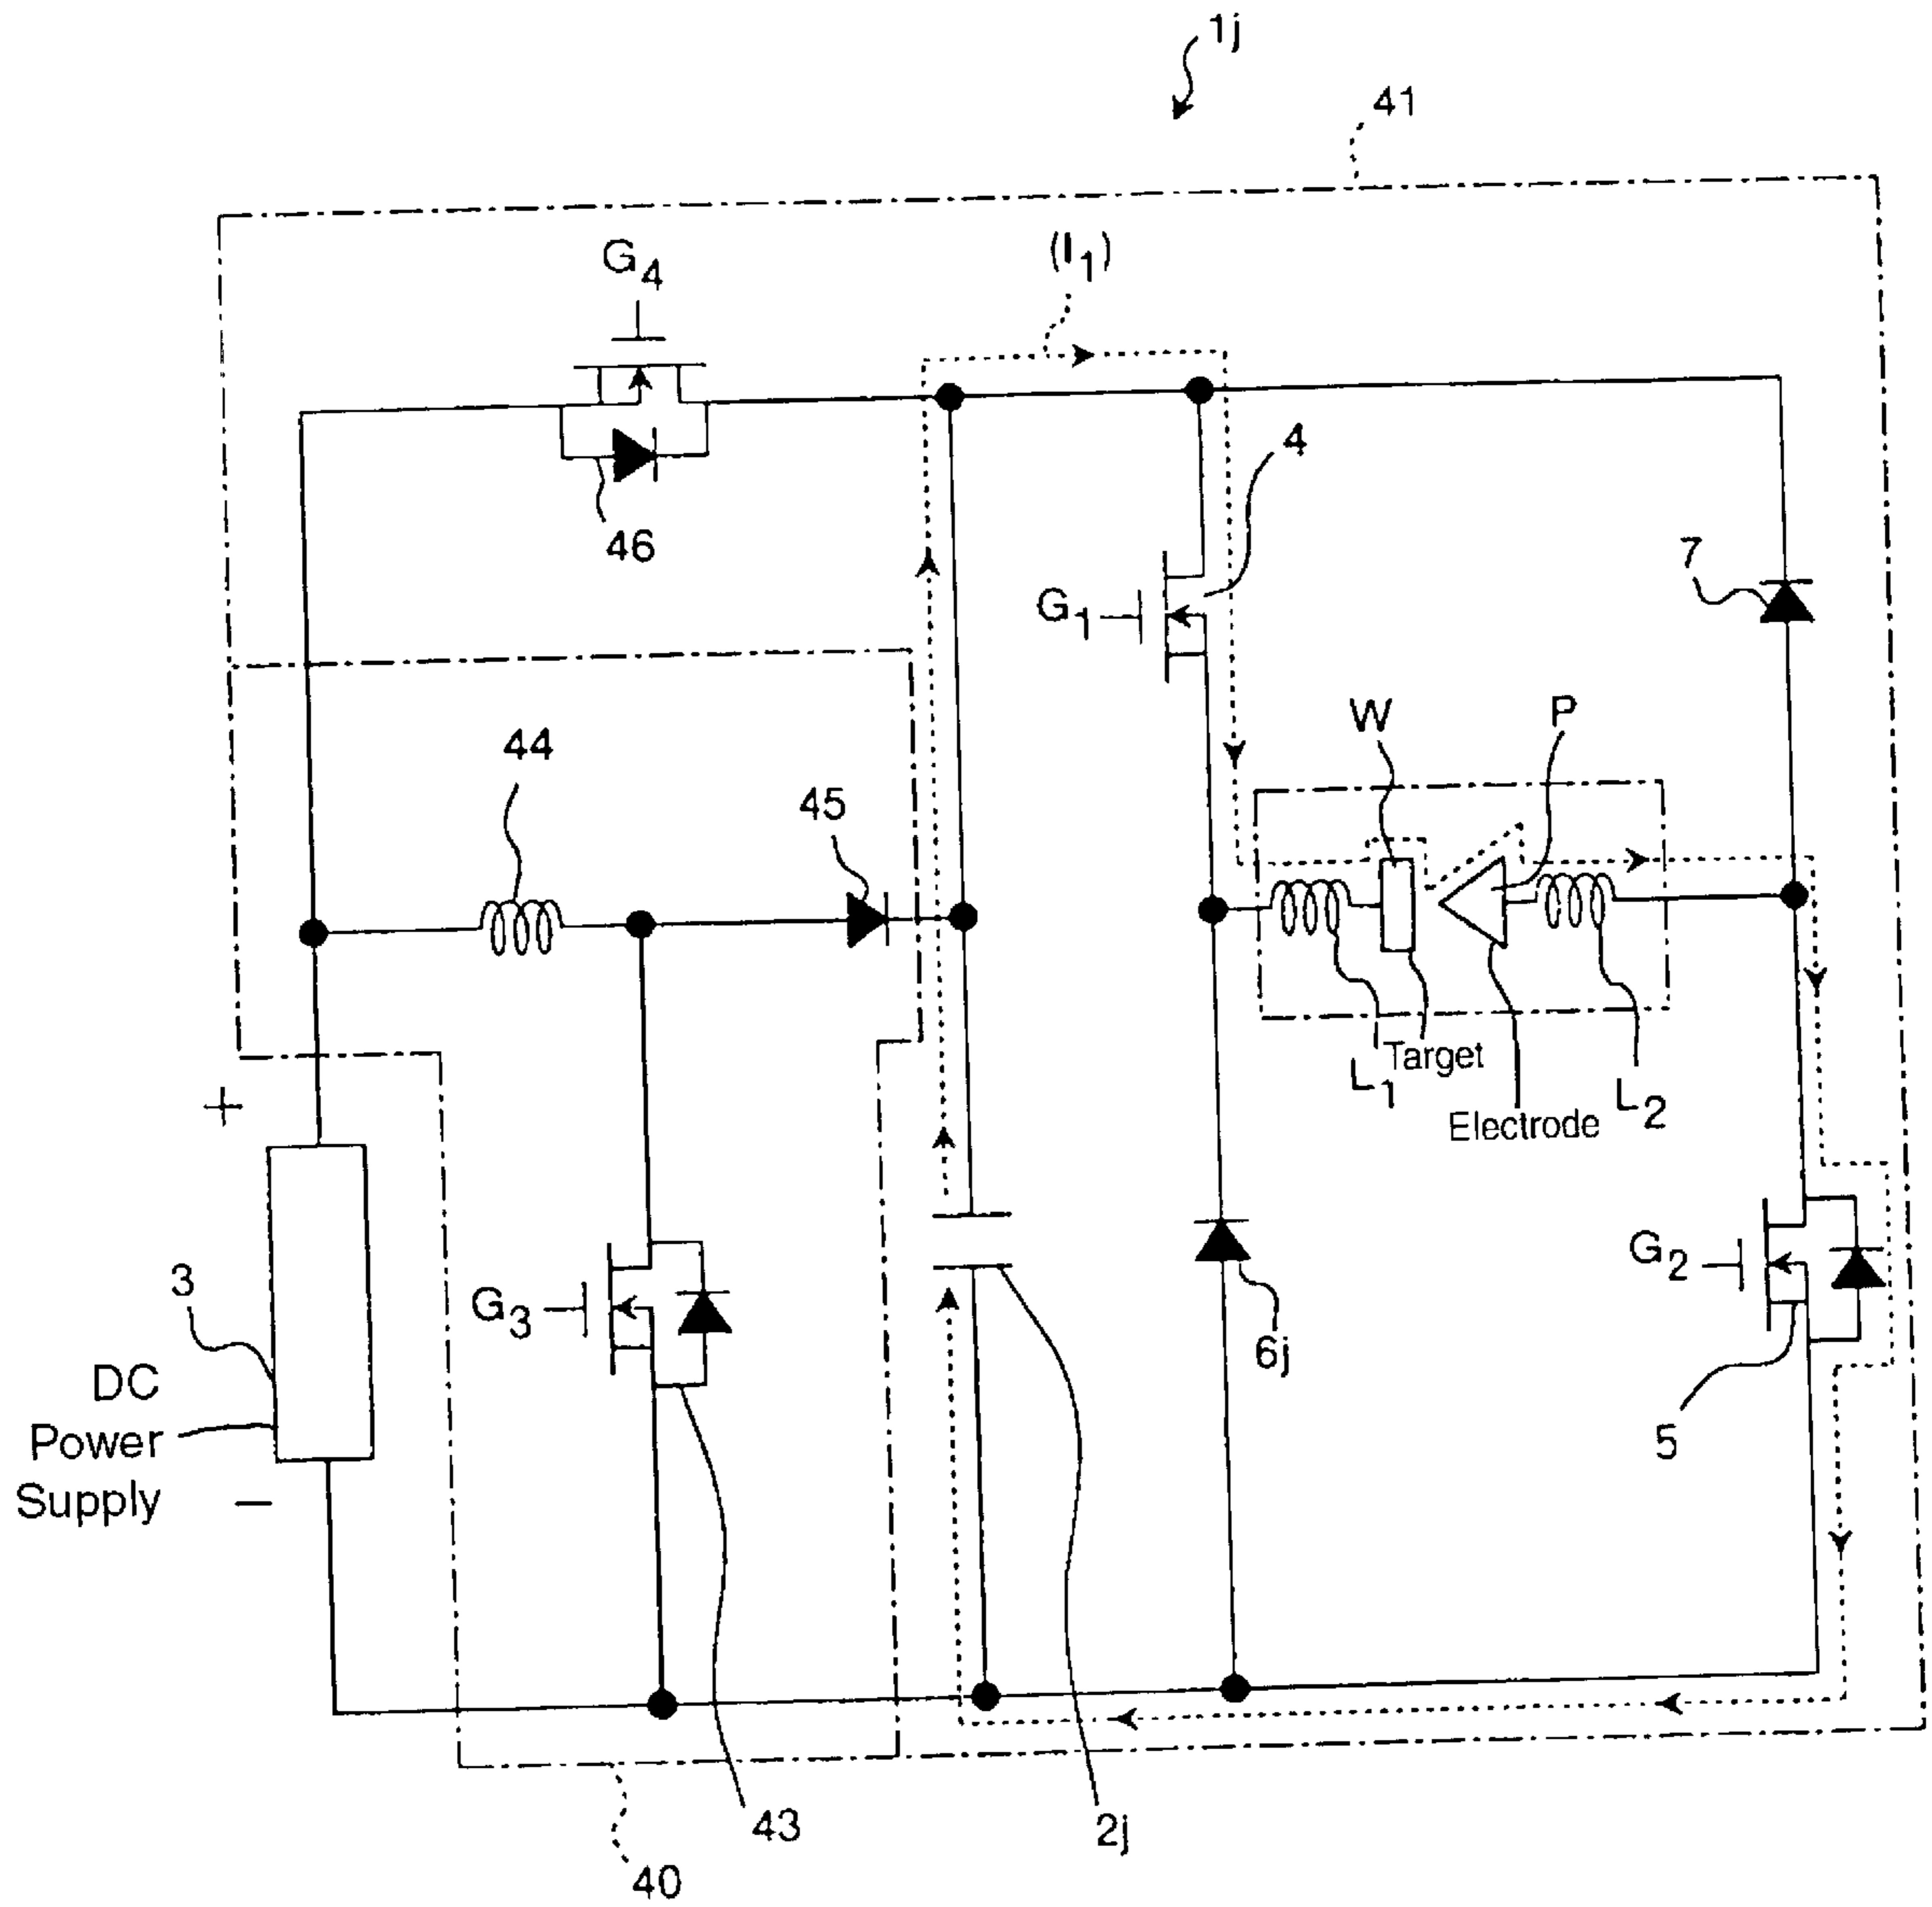 1j
41
(I1)
G4
4
46
7
G1
W
P
44
45
L1
Target
L2
Electrode
+
3
DC
Power
Supply
−
G3
G2
6j
5
43
2j
40